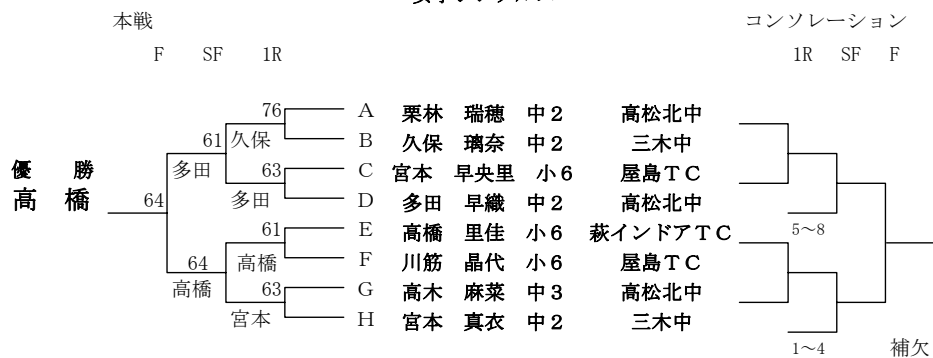 本戦 コンソレーション
F SF 1R 1R SF F
76 A 栗林 瑞穂 中2 高松北中
61 久保 B 久保 璃奈 中2 三木中
優 勝 多田 63 C 宮本 早央里 小6 屋島TC
高 橋 64 多田 D 多田 早織 中2 高松北中
61 E 高橋 里佳 小6 萩インドアTC 5~8
64 高橋 F 川筋 晶代 小6 屋島TC
高橋 63 G 高木 麻菜 中3 高松北中
宮本 H 宮本 真衣 中2 三木中
1~4 補欠